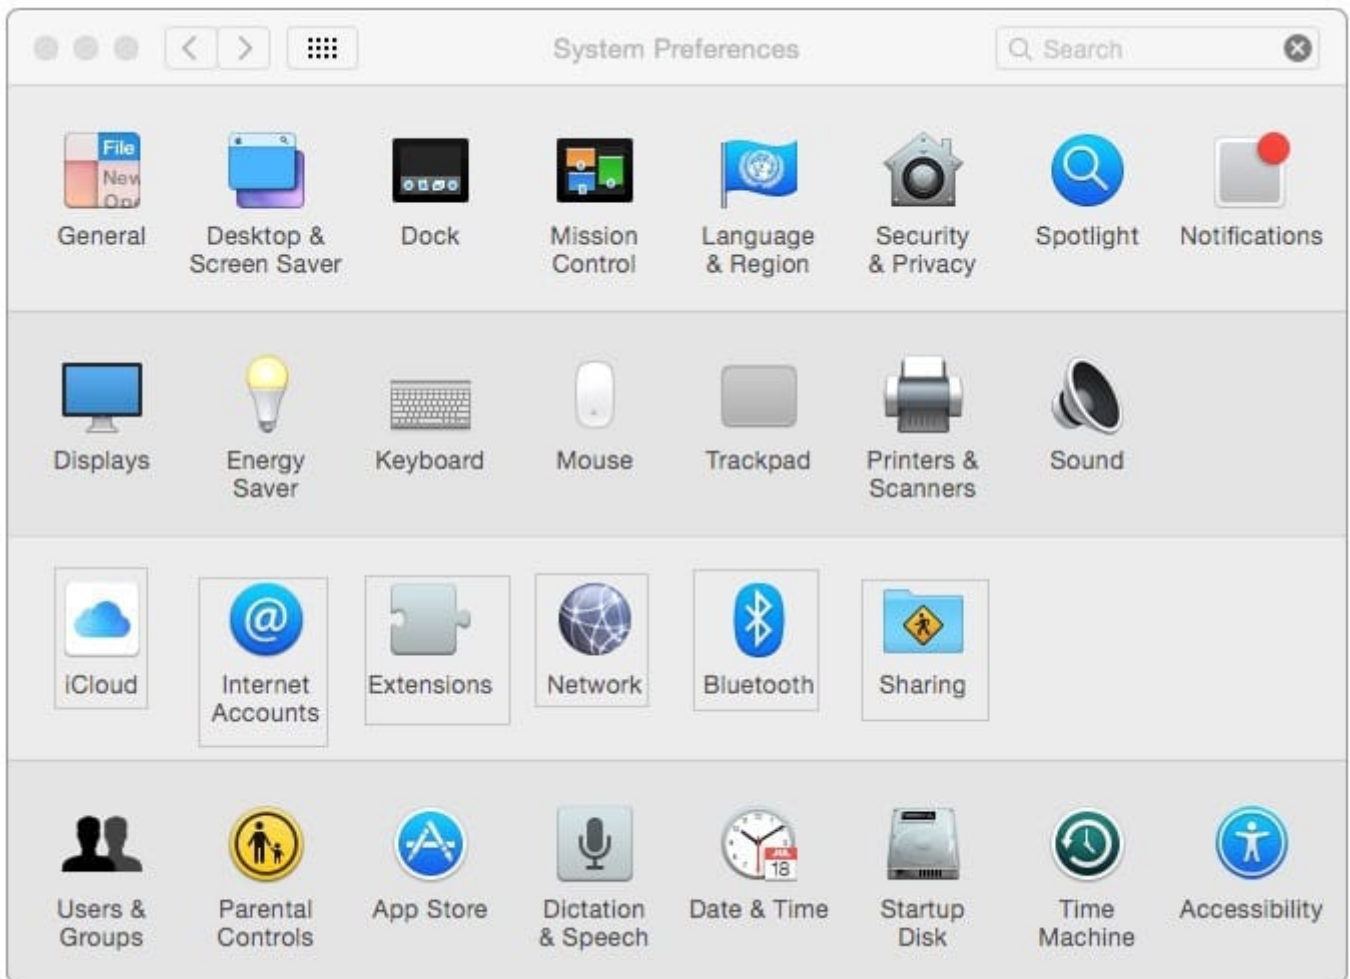 System Preferences
Search
File
New
Ope
General
Desktop &
Screen Saver
Dock
Mission
Control
Language
& Region
Security
& Privacy
Spotlight
Notifications
Displays
Energy
Saver
Keyboard
Mouse
Trackpad
Printers &
Scanners
Sound
@
iCloud
Internet
Accounts
Extensions
Network
Bluetooth
Sharing
JUL
18
Users &
Groups
Parental
Controls
App Store
Dictation
& Speech
Date & Time
Startup
Disk
Time
Machine
Accessibility